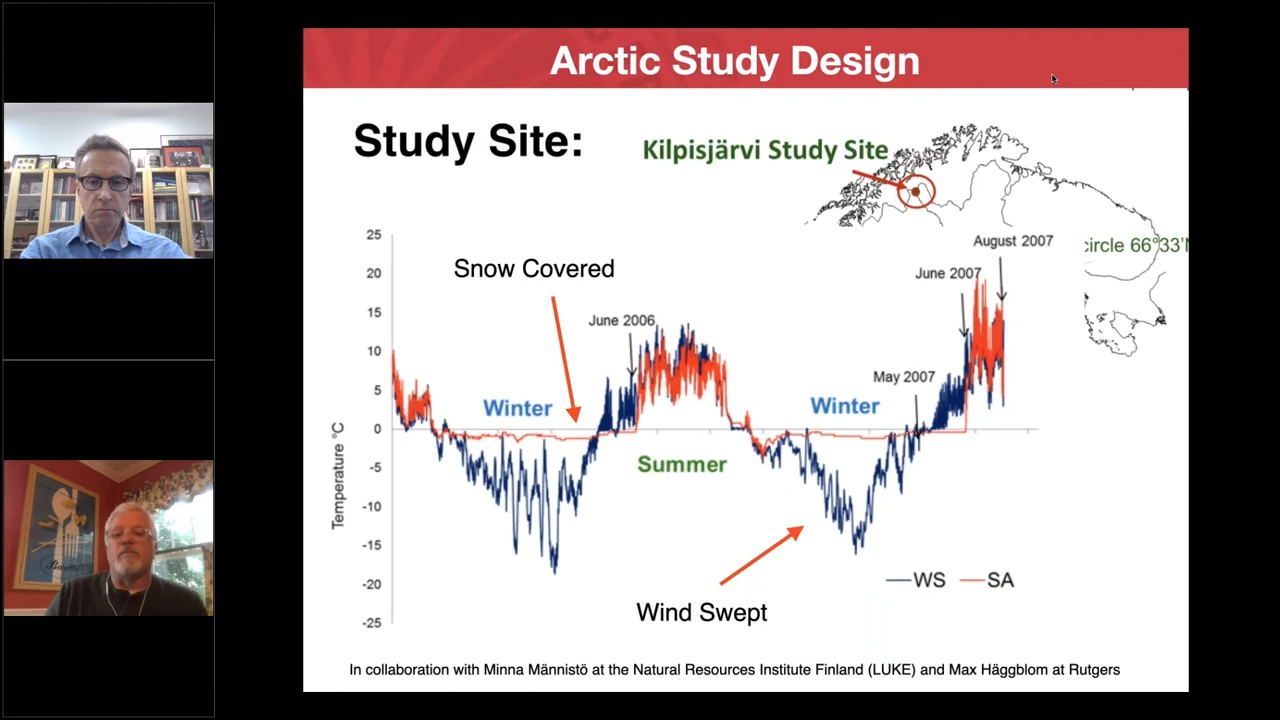 Arctic Study Design
Study Site:
Kilpisjärvi Study Site
circle 66°33'N
August 2007
June 2007
Snow Covered
June 2006
May 2007
Winter
Winter
Summer
Temperature °C
25
20
15
10
5
0
-5
-10
-15
-20
-25
WS
SA
Wind Swept
In collaboration with Minna Männistö at the Natural Resources Institute Finland (LUKE) and Max Häggblom at Rutgers